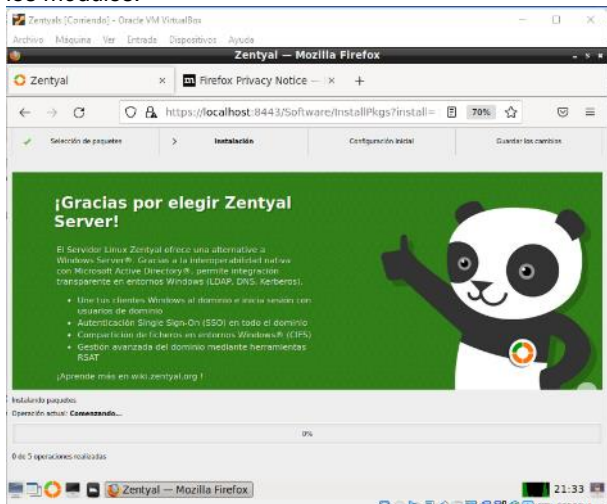 los módulos.
Zentyals [Corriendo] - Oracle VM VirtualBox
Archivo Máquina Ver Entrada Dispositivos Ayuda
Zentyal — Mozilla Firefox
Zentyal
Firefox Privacy Notice —
https://localhost:8443/Software/InstallPkgs?install=
70%
Selección de paquetes
Instalación
Configuración inicial
Guardar los cambios
¡Gracias por elegir Zentyal
Server!
El Servidor Linux Zentyal ofrece una alternative a
Windows Server®. Gracias a la interoperabilidad nativa
con Microsoft Active Directory®, permite integración
transparente en entornos Windows (LDAP, DNS, Kerberos).
• Une tus clientes Windows al dominio e inicia sesión con
usuarios de dominio
• Autenticación Single Sign-On (SSO) en todo el dominio
• Compartición de ficheros en entornos Windows® (CIFS)
• Gestión avanzada del dominio mediante herramientas
RSAT
¡Aprende más en wiki.zentyal.org !
Instalando paquetes
Operación actual: Comenzando...
0%
0 de 5 operaciones realizadas
Zentyal — Mozilla Firefox
21:33